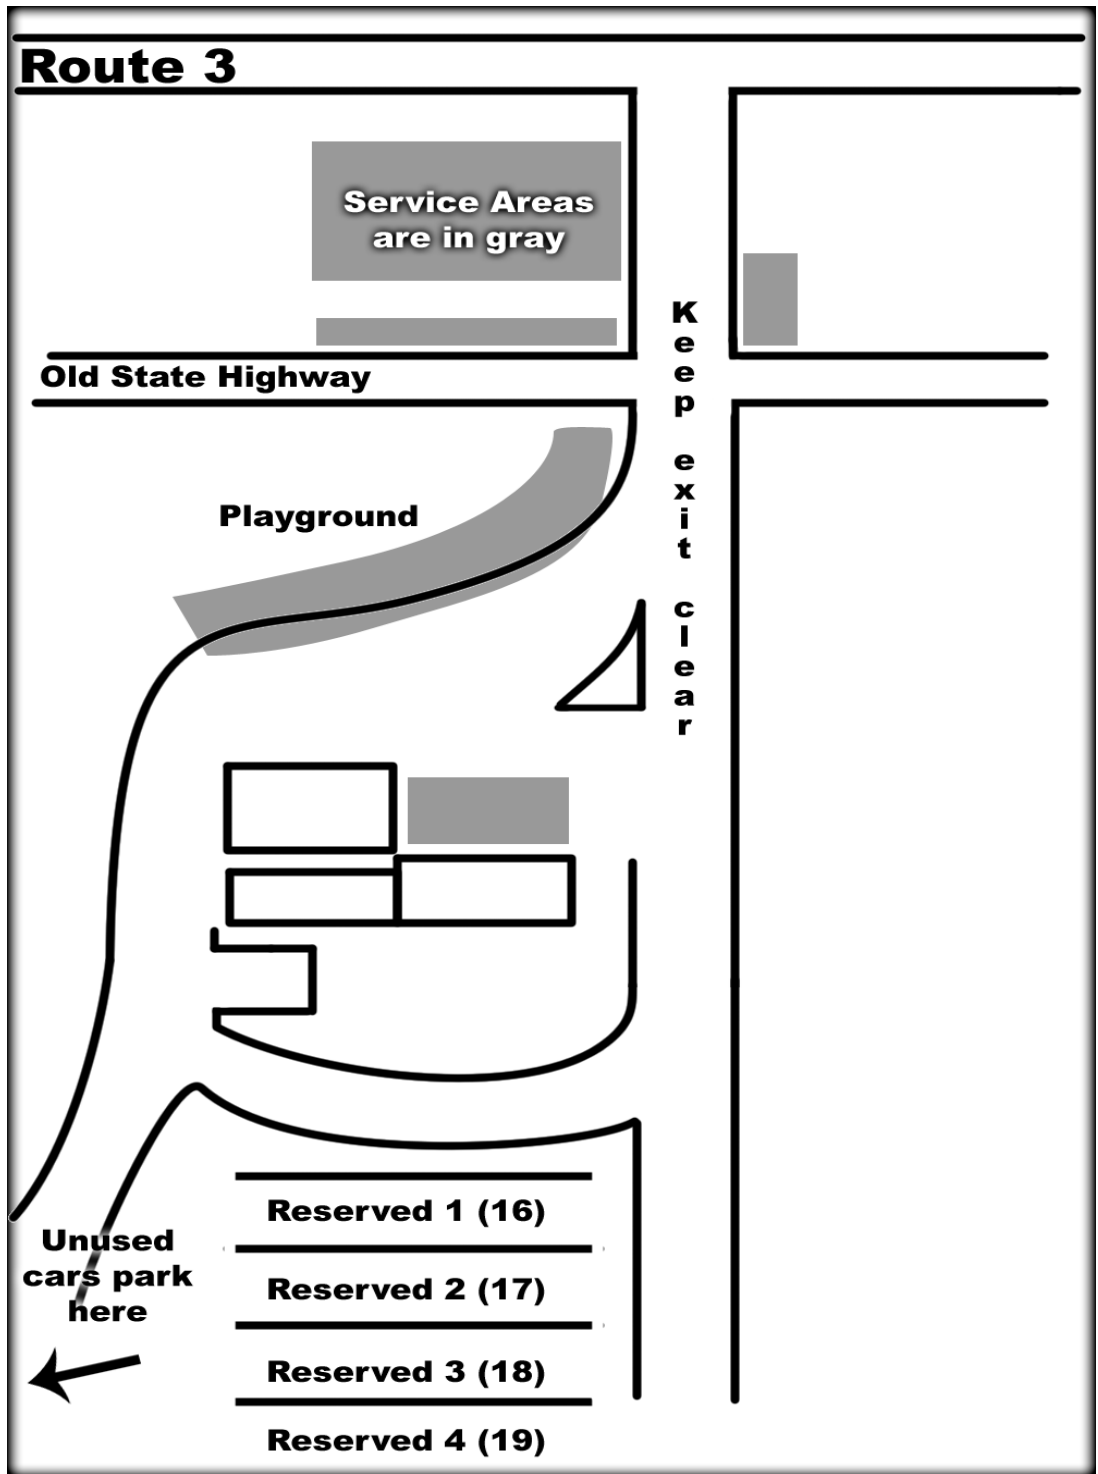 Route 3
Service Areas
are in gray
Keep exit clear
Old State Highway
Playground
Unused
cars park
here
Reserved 1 (16)
Reserved 2 (17)
Reserved 3 (18)
Reserved 4 (19)